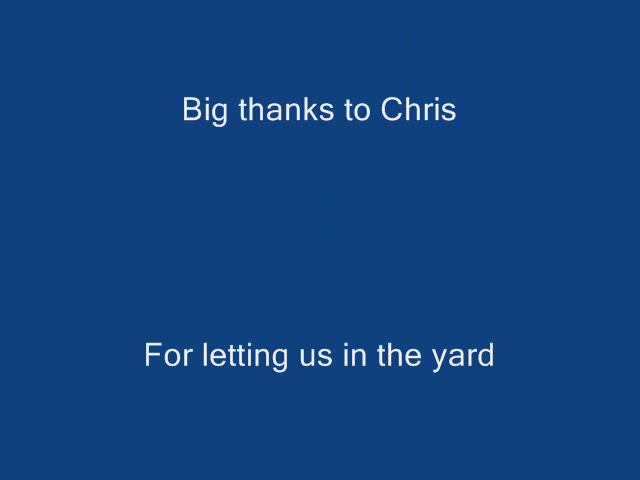 Big thanks to Chris
For letting us in the yard